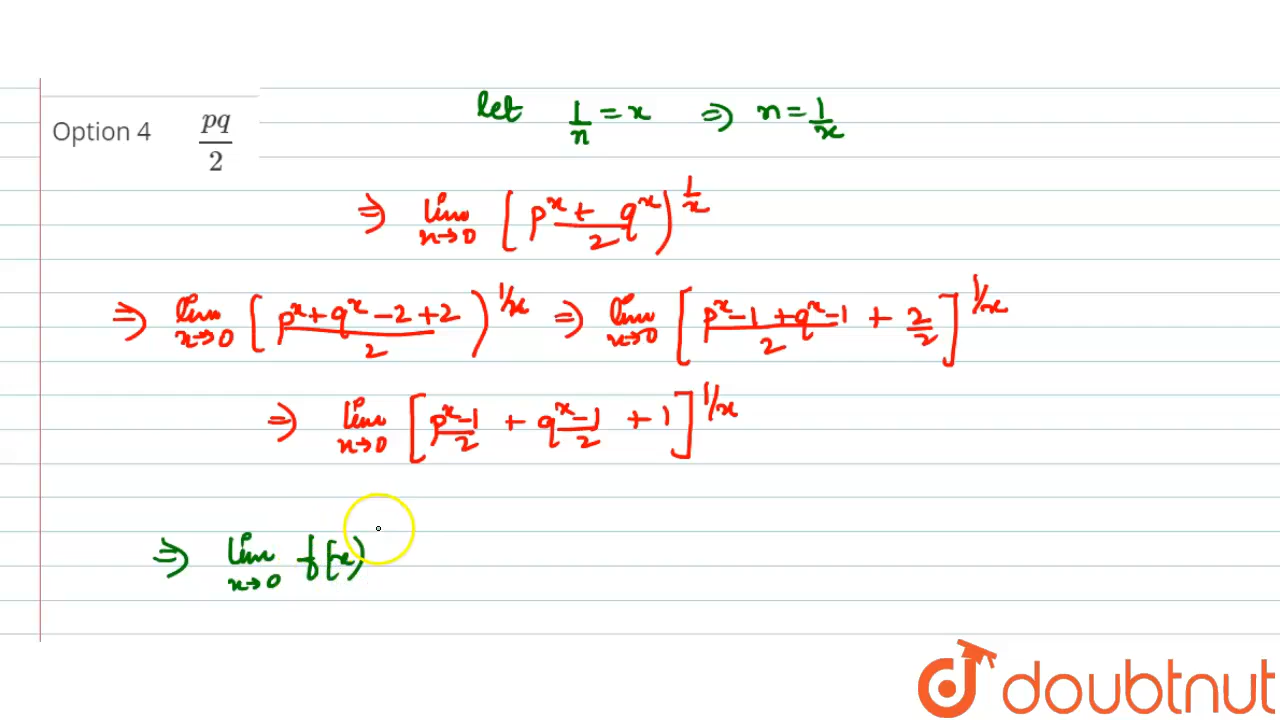 let 1/n = x ⇒ n = 1/x
Option 4 pq/2
⇒ lim x→0 [p^x + q^x / 2)^1/x
⇒ lim x→0 [p^x + q^x - 2 + 2 / 2)^1/x ⇒ lim x→0 [p^x - 1 + q^x - 1 / 2 + 2/2]^1/x
⇒ lim x→0 [p^x - 1 / 2 + q^x - 1 / 2 + 1]^1/x
⇒ lim x→0 f(x)
doubtnut